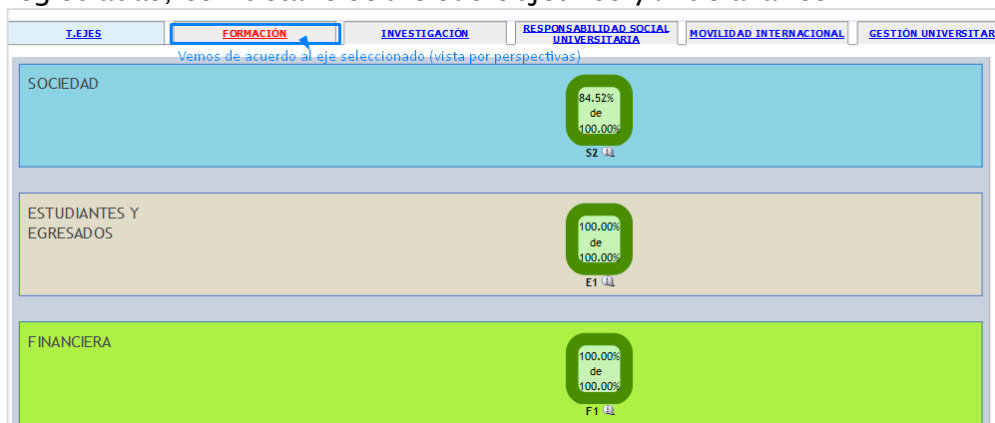 T.EJES
FORMACIÓN
INVESTIGACIÓN
RESPONSABILIDAD SOCIAL
UNIVERSITARIA
MOVILIDAD INTERNACIONAL
GESTIÓN UNIVERSITAR
Vemos de acuerdo al eje seleccionado (vista por perspectivas)
SOCIEDAD
84.52%
de
100.00%
S2
ESTUDIANTES Y
EGRESADOS
100.00%
de
100.00%
E1
FINANCIERA
100.00%
de
100.00%
F1